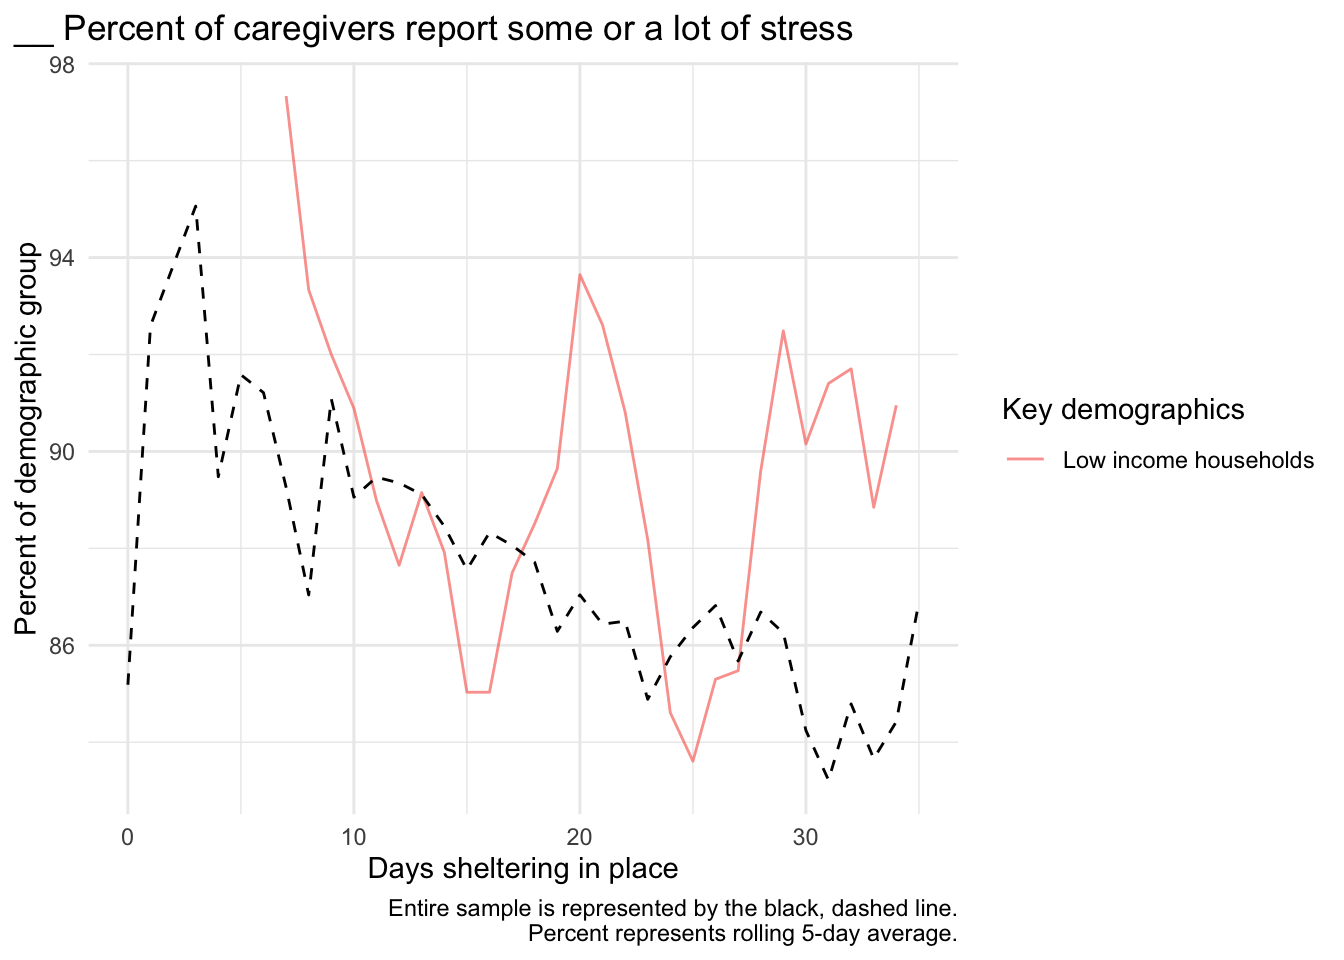 __ Percent of caregivers report some or a lot of stress
98
94
90
86
Percent of demographic group
0 10 20 30
Days sheltering in place
Key demographics
Low income households
Entire sample is represented by the black, dashed line.
Percent represents rolling 5-day average.